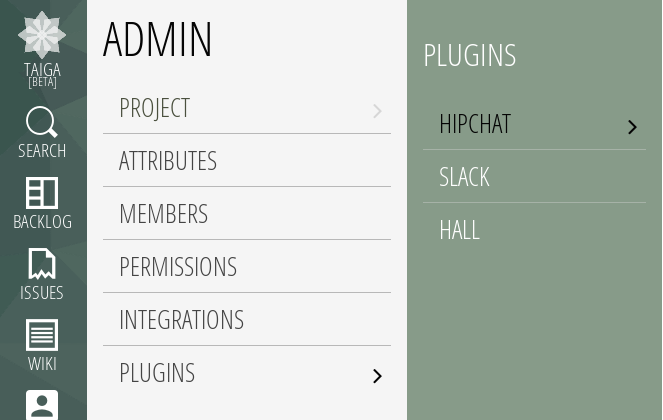 TAIGA
[BETA]
SEARCH
BACKLOG
ISSUES
WIKI
ADMIN
PROJECT
ATTRIBUTES
MEMBERS
PERMISSIONS
INTEGRATIONS
PLUGINS
PLUGINS
HIPCHAT
SLACK
HALL